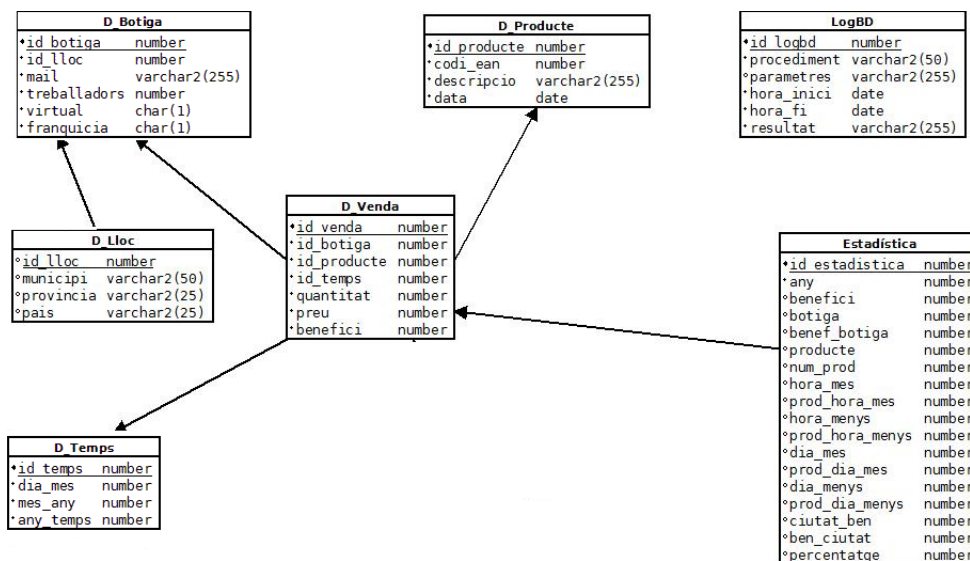 D_Botiga
id_botiga number
id_lloc number
mail varchar2(255)
treballadors number
virtual char(1)
franquicia char(1)
D_Producte
id_producte number
codi_ean number
descripcio varchar2(255)
data date
LogBD
id_logbd number
procediment varchar2(50)
parametres varchar2(255)
hora_inici date
hora_fi date
resultat varchar2(255)
D_Venda
id_venda number
id_botiga number
id_producte number
id_temps number
quantitat number
preu number
benefici number
D_Lloc
id_lloc number
municipi varchar2(50)
provincia varchar2(25)
pais varchar2(25)
Estadística
id_estadistica number
any number
benefici number
botiga number
benef_botiga number
producte number
num_prod number
hora_mes number
prod_hora_mes number
hora_menys number
prod_hora_menys number
dia_mes number
prod_dia_mes number
dia_menys number
prod_dia_menys number
ciutat_ben number
ben_ciutat number
percentatge number
D_Temps
id_temps number
dia_mes number
mes_any number
any_temps number